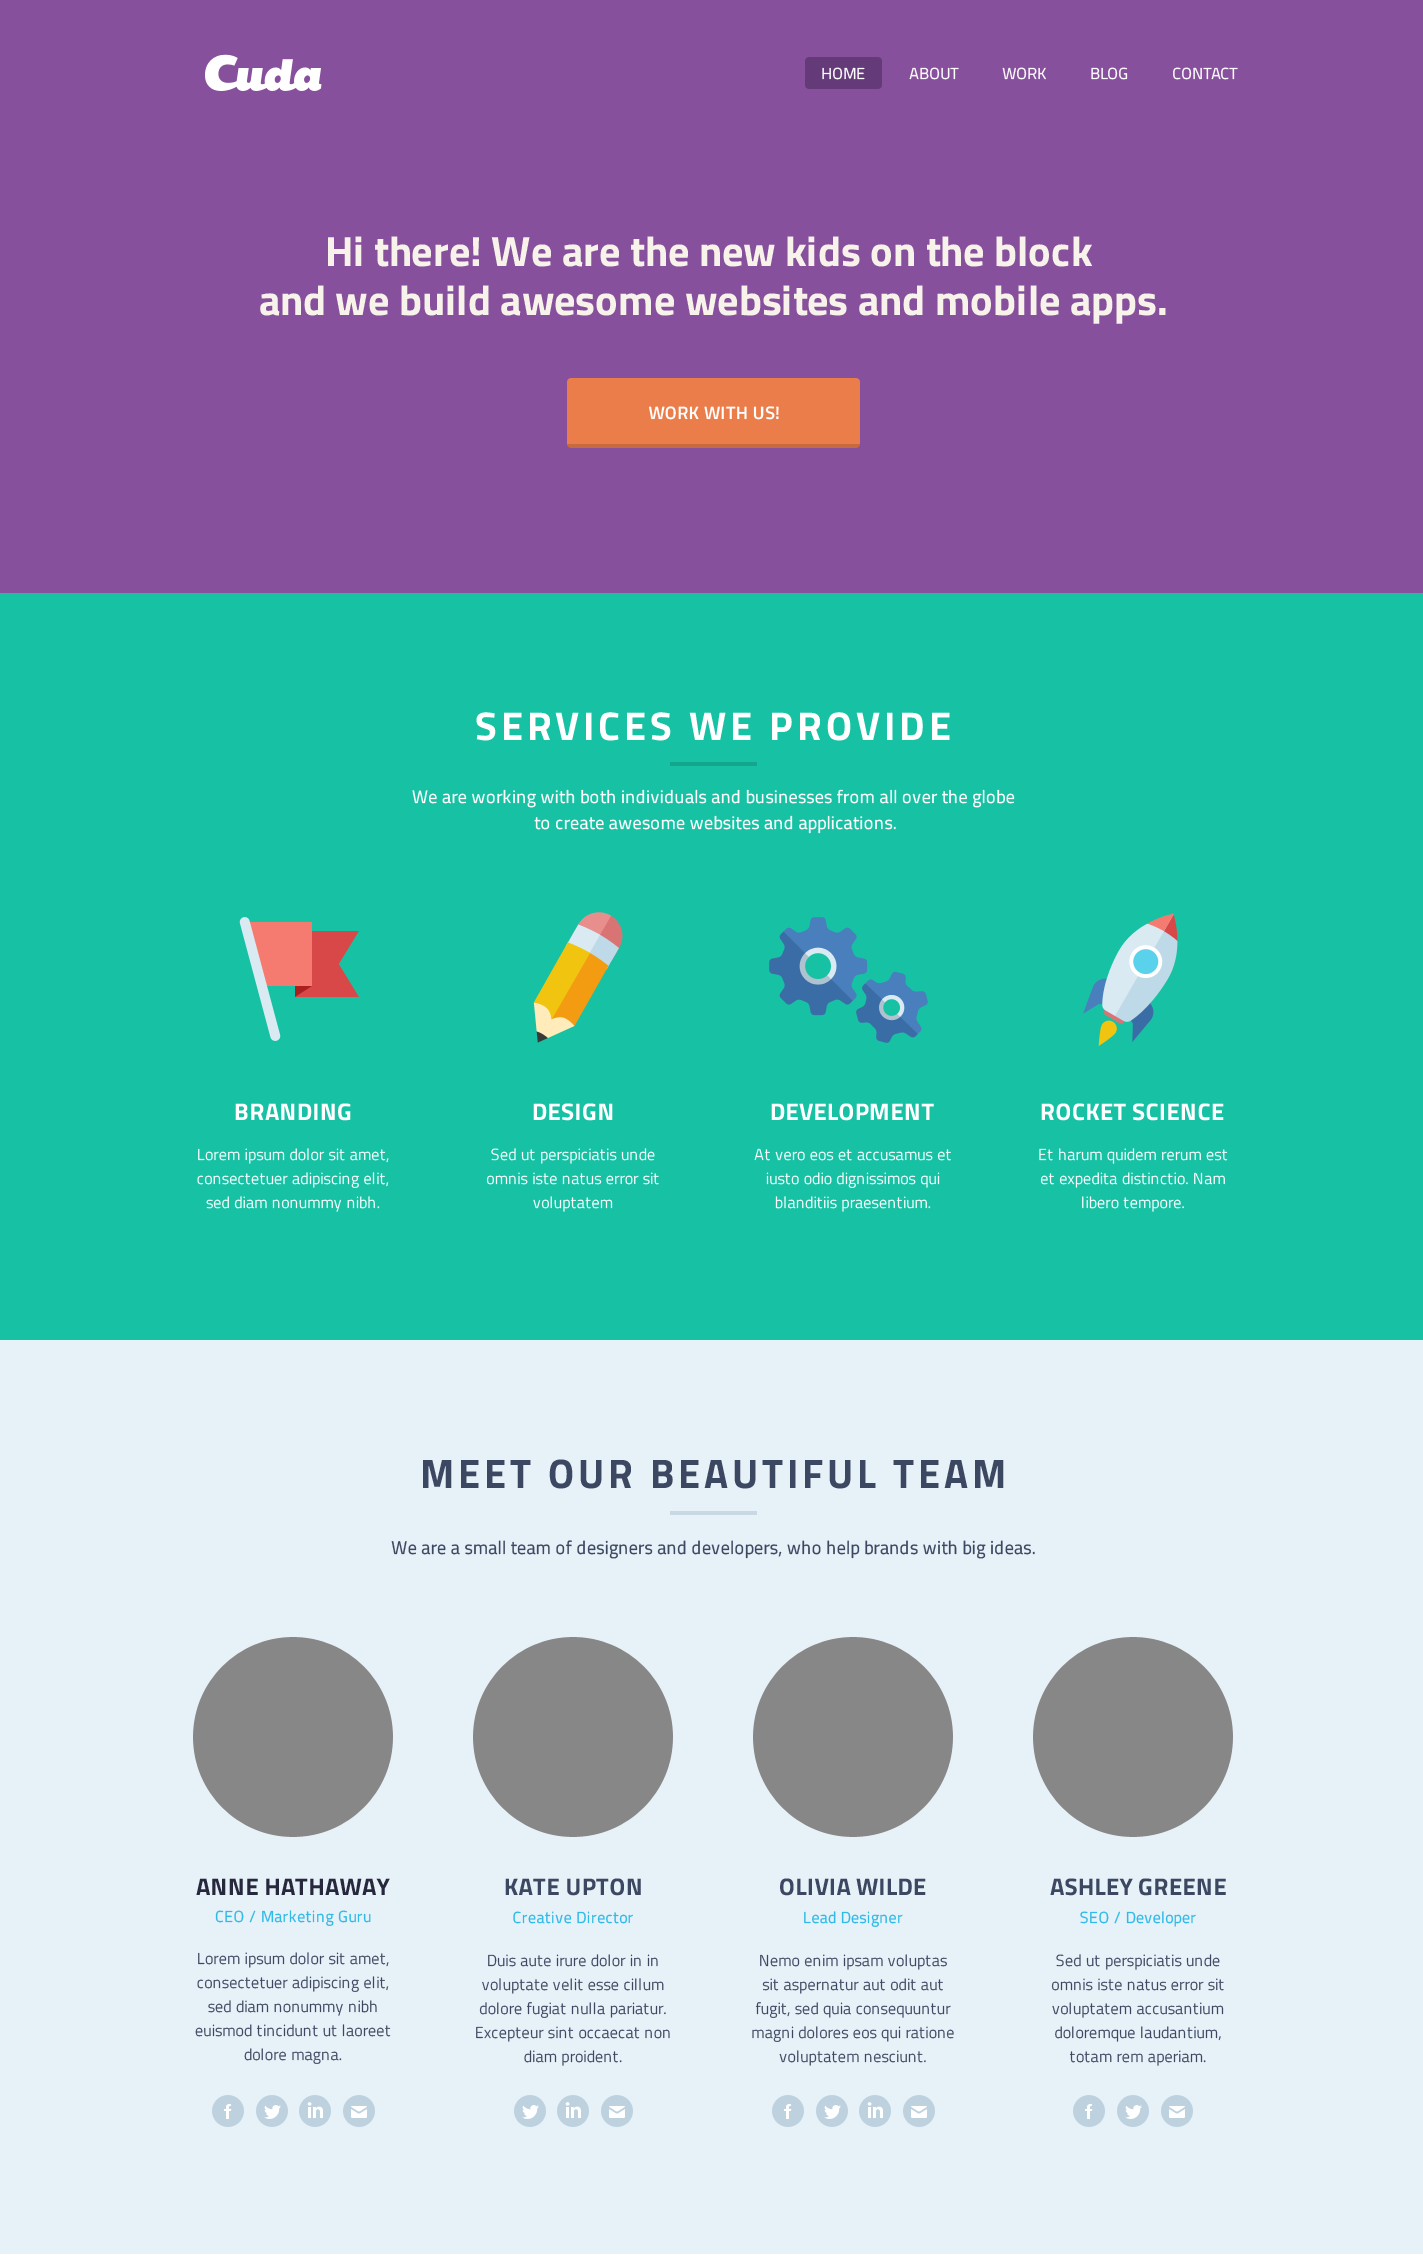 Cuda
HOME ABOUT WORK BLOG CONTACT
Hi there! We are the new kids on the block
and we build awesome websites and mobile apps.
WORK WITH US!
SERVICES WE PROVIDE
We are working with both individuals and businesses from all over the globe
to create awesome websites and applications.
BRANDING
Lorem ipsum dolor sit amet,
consectetuer adipiscing elit,
sed diam nonummy nibh.
DESIGN
Sed ut perspiciatis unde
omnis iste natus error sit
voluptatem
DEVELOPMENT
At vero eos et accusamus et
iusto odio dignissimos qui
blanditiis praesentium.
ROCKET SCIENCE
Et harum quidem rerum est
et expedita distinctio. Nam
libero tempore.
MEET OUR BEAUTIFUL TEAM
We are a small team of designers and developers, who help brands with big ideas.
ANNE HATHAWAY
CEO / Marketing Guru
Lorem ipsum dolor sit amet,
consectetuer adipiscing elit,
sed diam nonummy nibh
euismod tincidunt ut laoreet
dolore magna.
KATE UPTON
Creative Director
Duis aute irure dolor in in
voluptate velit esse cillum
dolore fugiat nulla pariatur.
Excepteur sint occaecat non
diam proident.
OLIVIA WILDE
Lead Designer
Nemo enim ipsam voluptas
sit aspernatur aut odit aut
fugit, sed quia consequuntur
magni dolores eos qui ratione
voluptatem nesciunt.
ASHLEY GREENE
SEO / Developer
Sed ut perspiciatis unde
omnis iste natus error sit
voluptatem accusantium
doloremque laudantium,
totam rem aperiam.